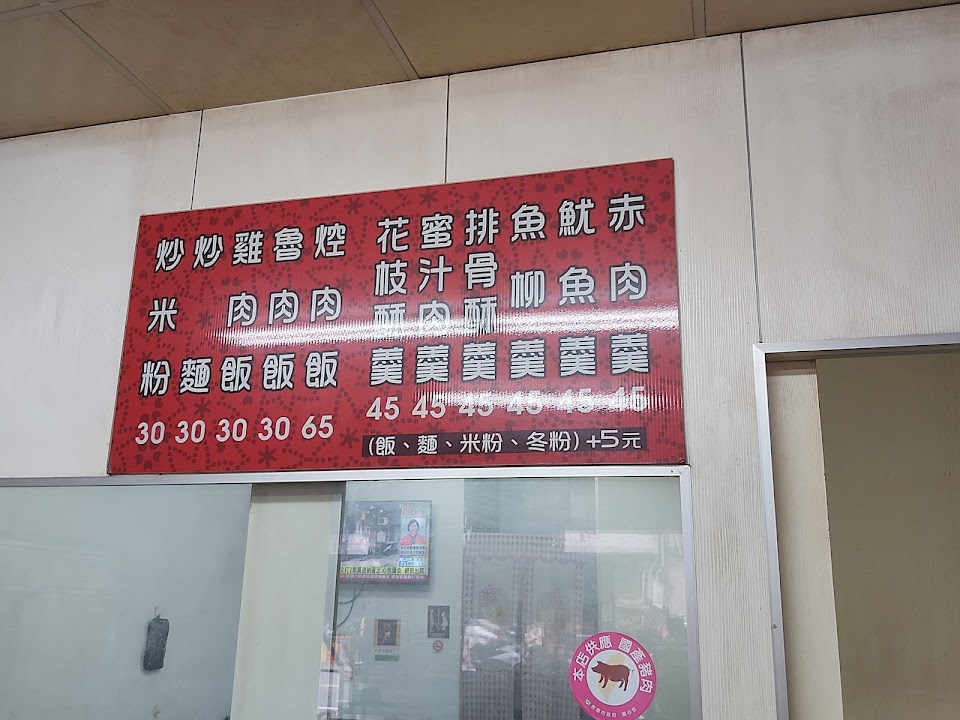 赤肉羹 45
魷魚羹 45
魚柳羹 45
排骨酥羹 45
蜜汁肉羹 45
花枝酥羹 45
(飯、麵、米粉、冬粉)+5元
焢肉飯 65
魯肉飯 30
雞肉飯 30
炒麵 30
炒米粉 30
本店供應 國產豬肉